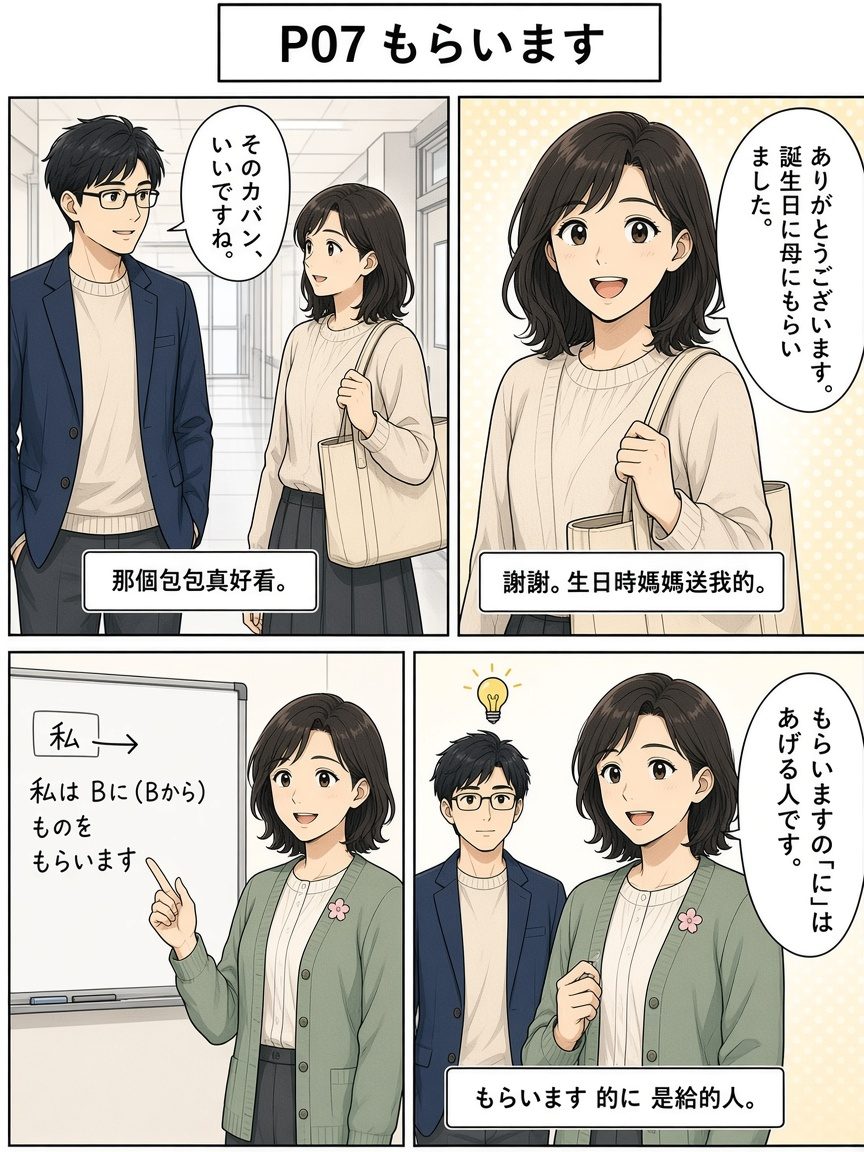 P07 もらいます
そのカバン、
いいですね。
那個包包真好看。
ありがとうございます。
誕生日に母にもらい
ました。
謝謝。生日時媽媽送我的。
私 →
私は Bに(Bから)
ものを
もらいます
もらいますの「に」は
あげる人です。
もらいます 的に 是給的人。